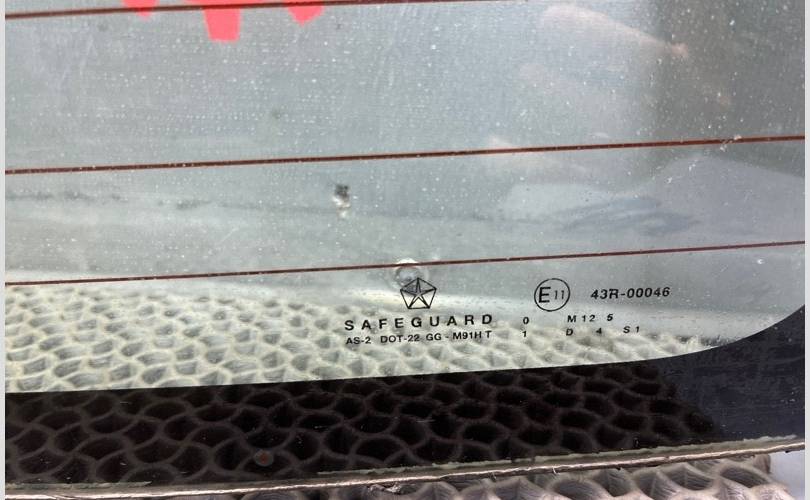 E11 43R-00046
SAFEGUARD 0 M12 5
AS-2 DOT-22 GG-M91HT 1 D 4 S1